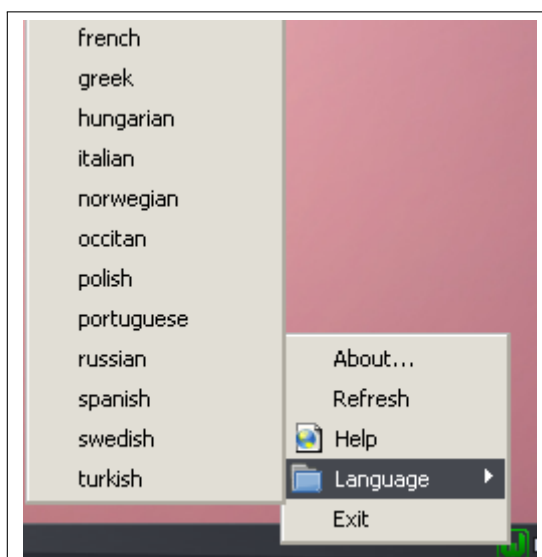 french
greek
hungarian
italian
norwegian
occitan
polish
portuguese
russian
spanish
swedish
turkish
About...
Refresh
Help
Language
Exit